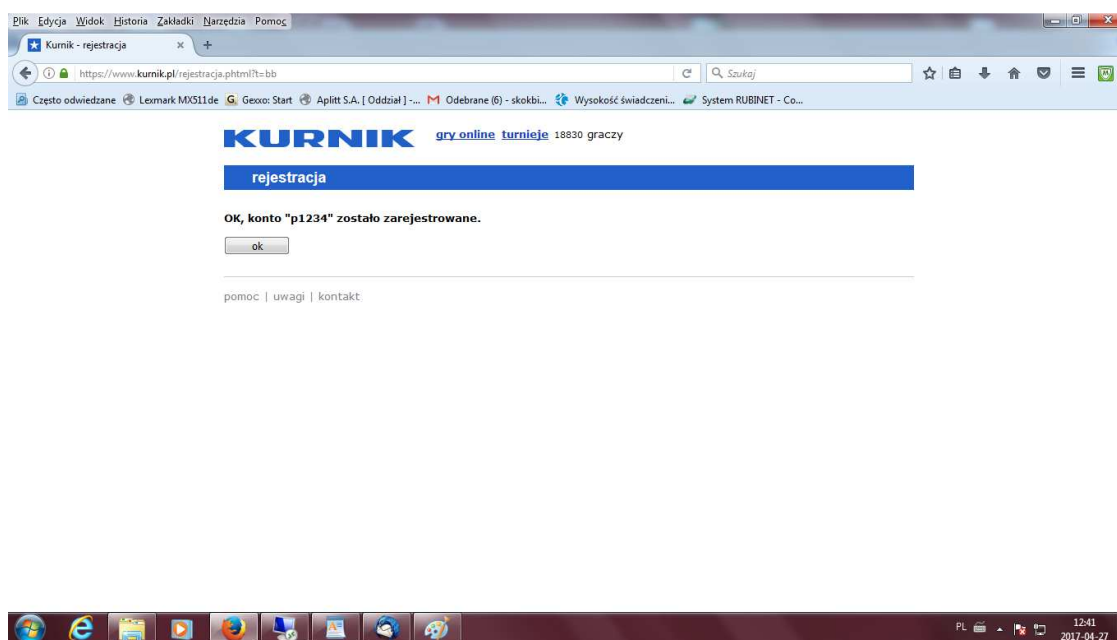 Plik Edycja Widok Historia Zakładki Narzędzia Pomoc
Kurnik - rejestracja
https://www.kurnik.pl/rejestracja.phtml?t=bb
Szukaj
Często odwiedzane Lexmark MX511de Gexxo: Start Aplitt S.A. [ Oddział ] -... Odebrane (6) - skokbi... Wysokość świadczeni... System RUBINET - Co...
KURNIK gry online turnieje 18830 graczy
rejestracja
OK, konto "p1234" zostało zarejestrowane.
ok
pomoc | uwagi | kontakt
PL 12:41
2017-04-27